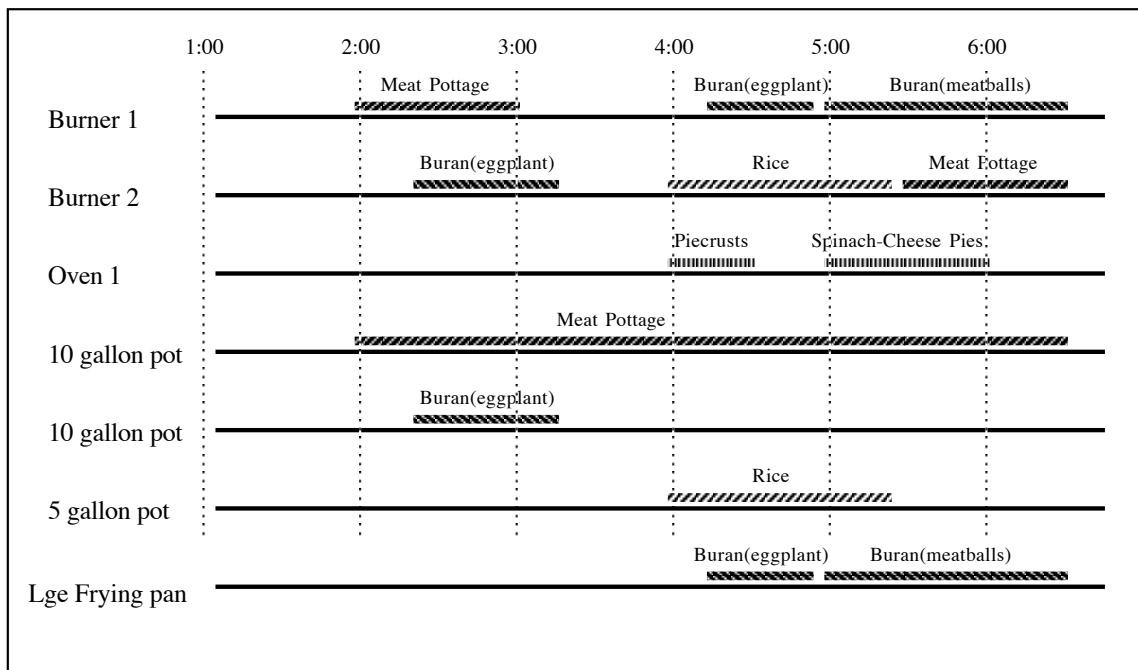 1:00 2:00 3:00 4:00 5:00 6:00
Meat Pottage Buran(eggplant) Buran(meatballs)
Burner 1
Buran(eggplant) Rice Meat Pottage
Burner 2
Piecrusts Spinach-Cheese Pies
Oven 1
Meat Pottage
10 gallon pot
Buran(eggplant)
10 gallon pot
Rice
5 gallon pot
Buran(eggplant) Buran(meatballs)
Lge Frying pan